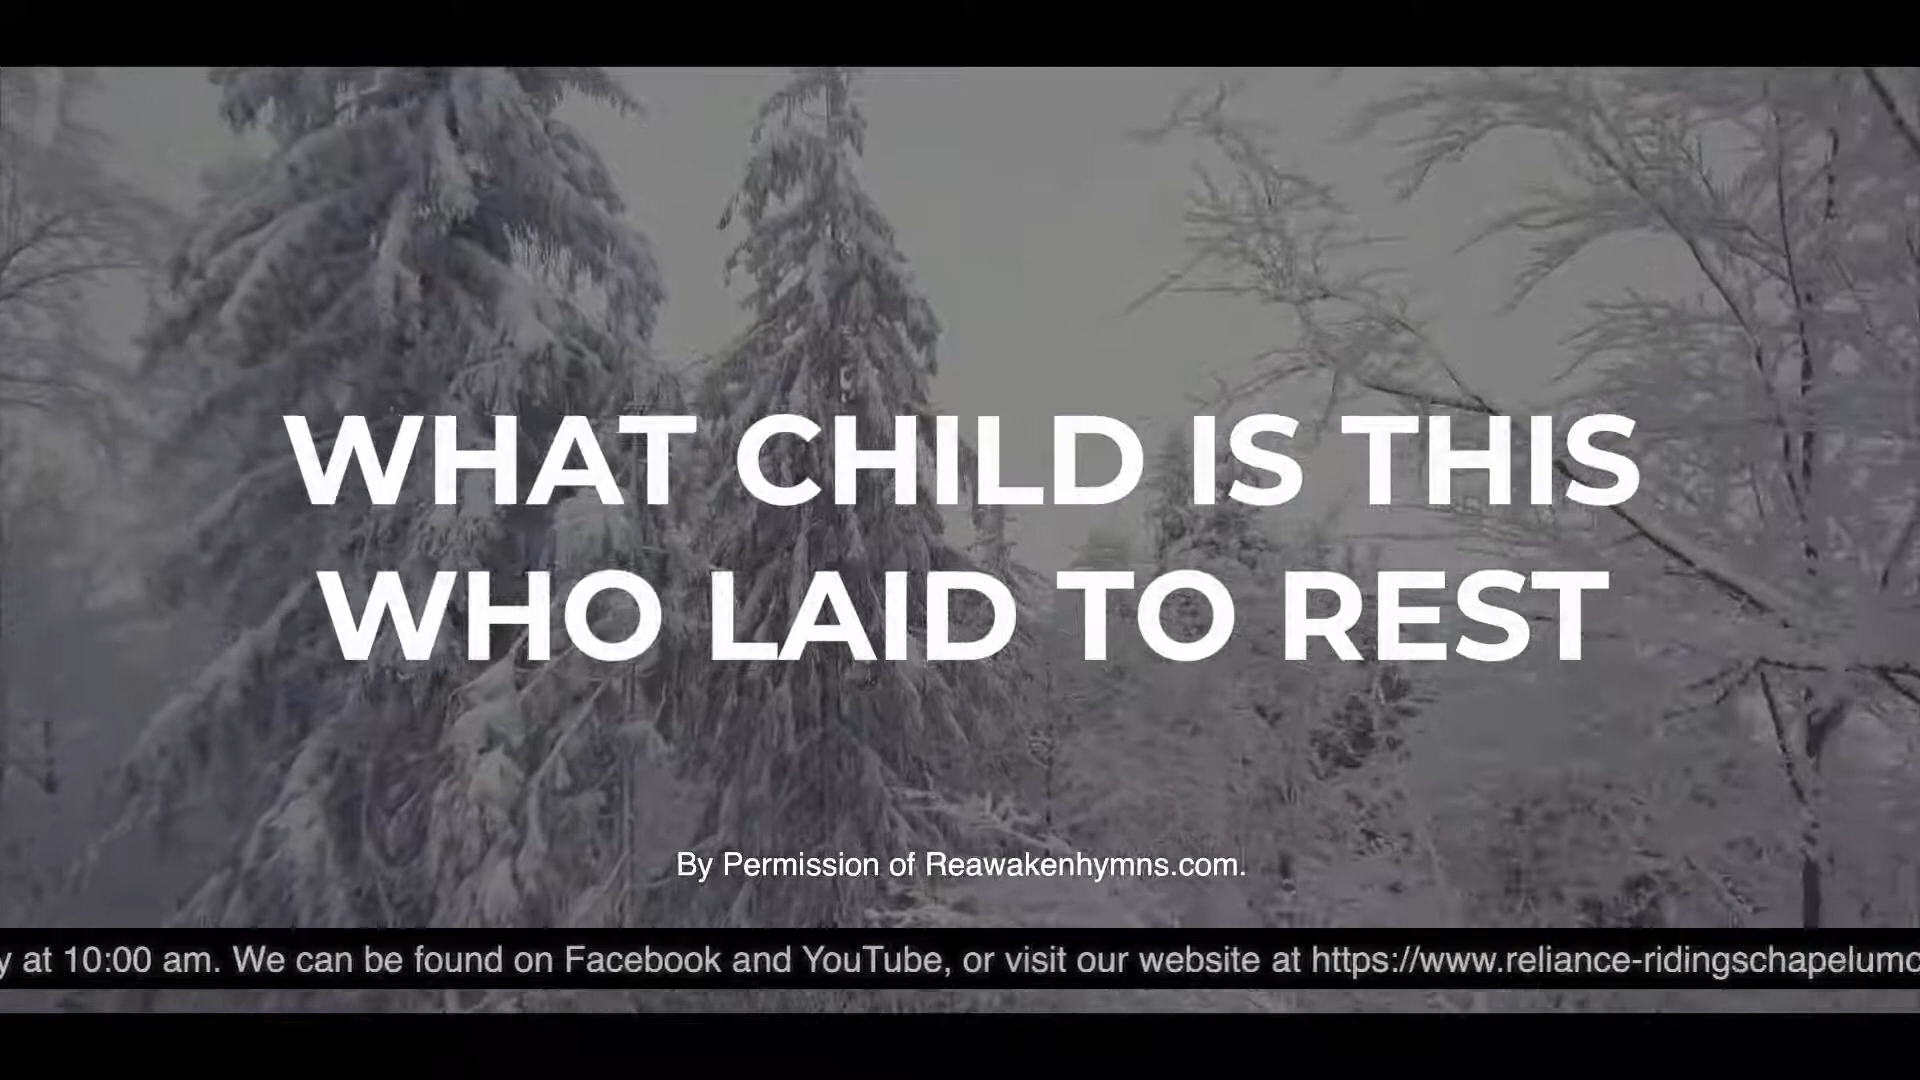 WHAT CHILD IS THIS
WHO LAID TO REST
By Permission of Reawakenhymns.com.
at 10:00 am. We can be found on Facebook and YouTube, or visit our website at https://www.reliance-ridingschapelumc